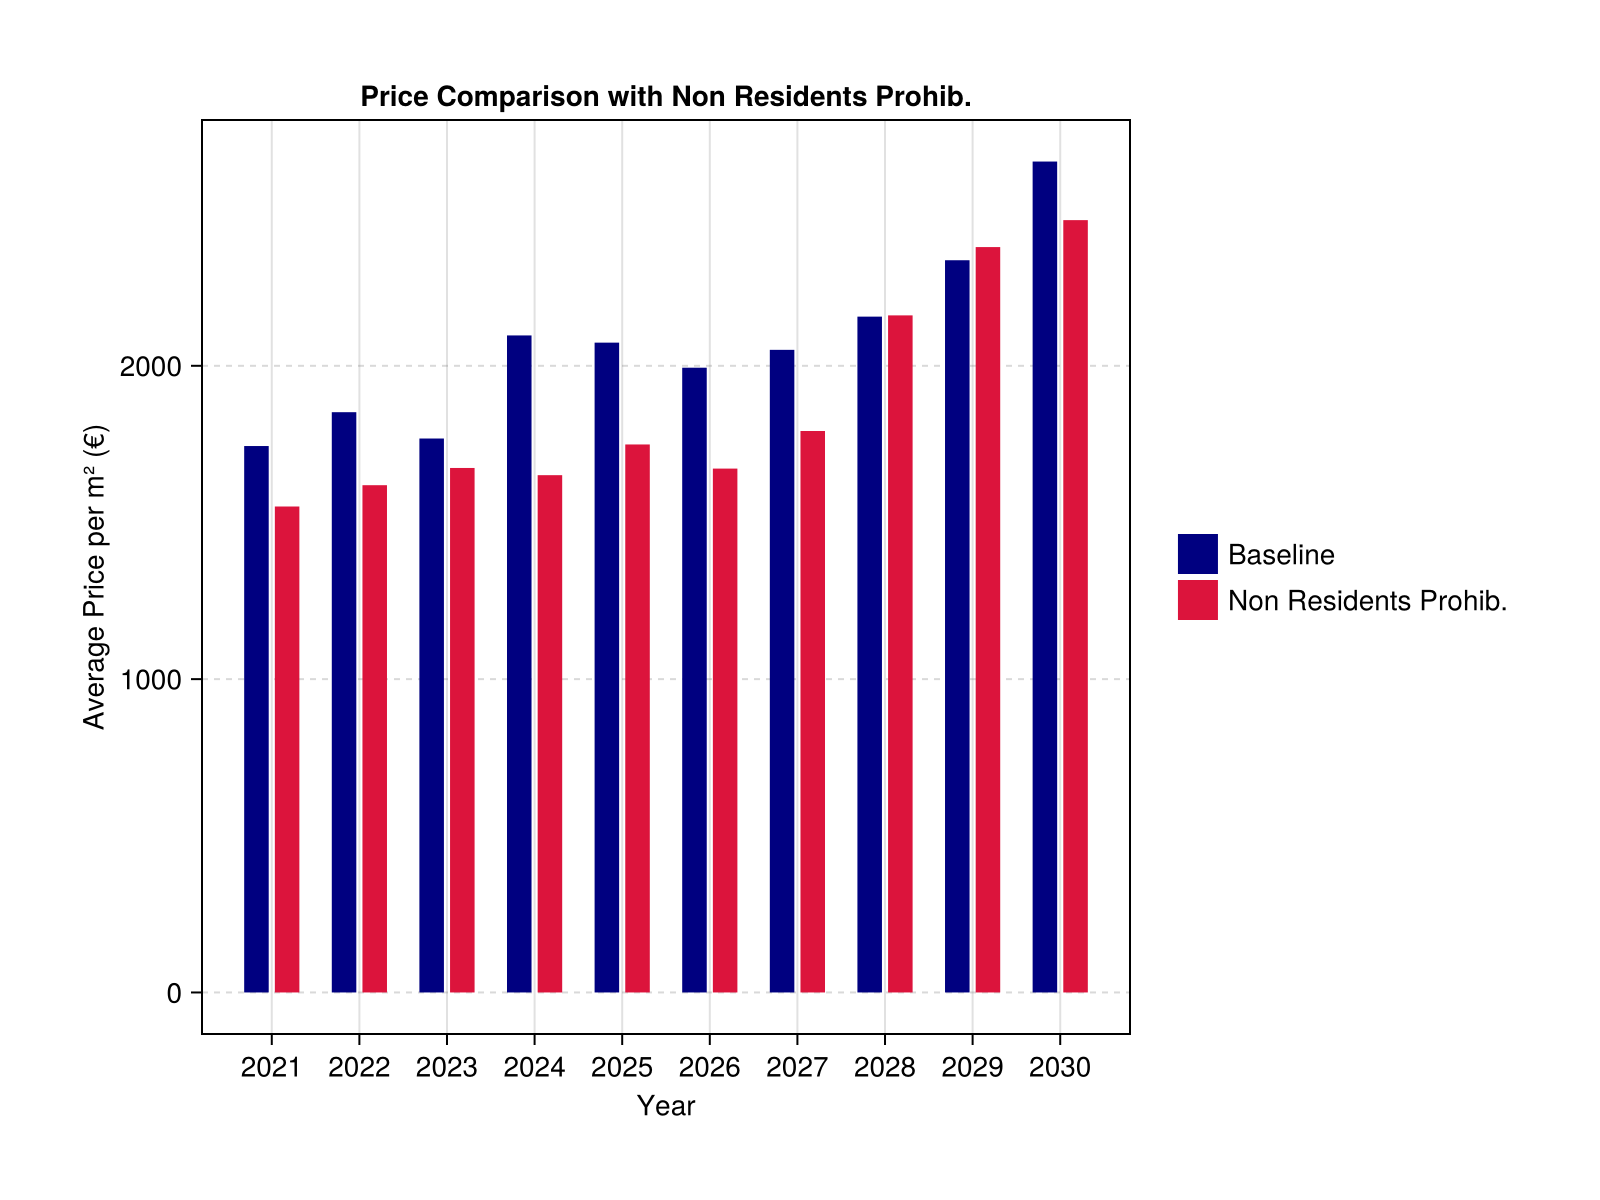 Price Comparison with Non Residents Prohib.
Average Price per m² (€)
2000
1000
0
2021 2022 2023 2024 2025 2026 2027 2028 2029 2030
Year
Baseline
Non Residents Prohib.